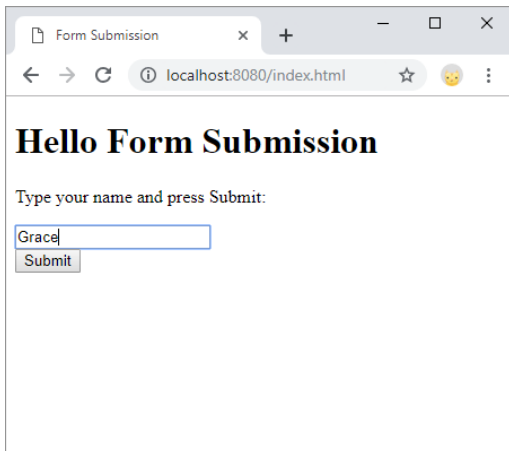 Form Submission
localhost:8080/index.html
Hello Form Submission
Type your name and press Submit:
Grace
Submit